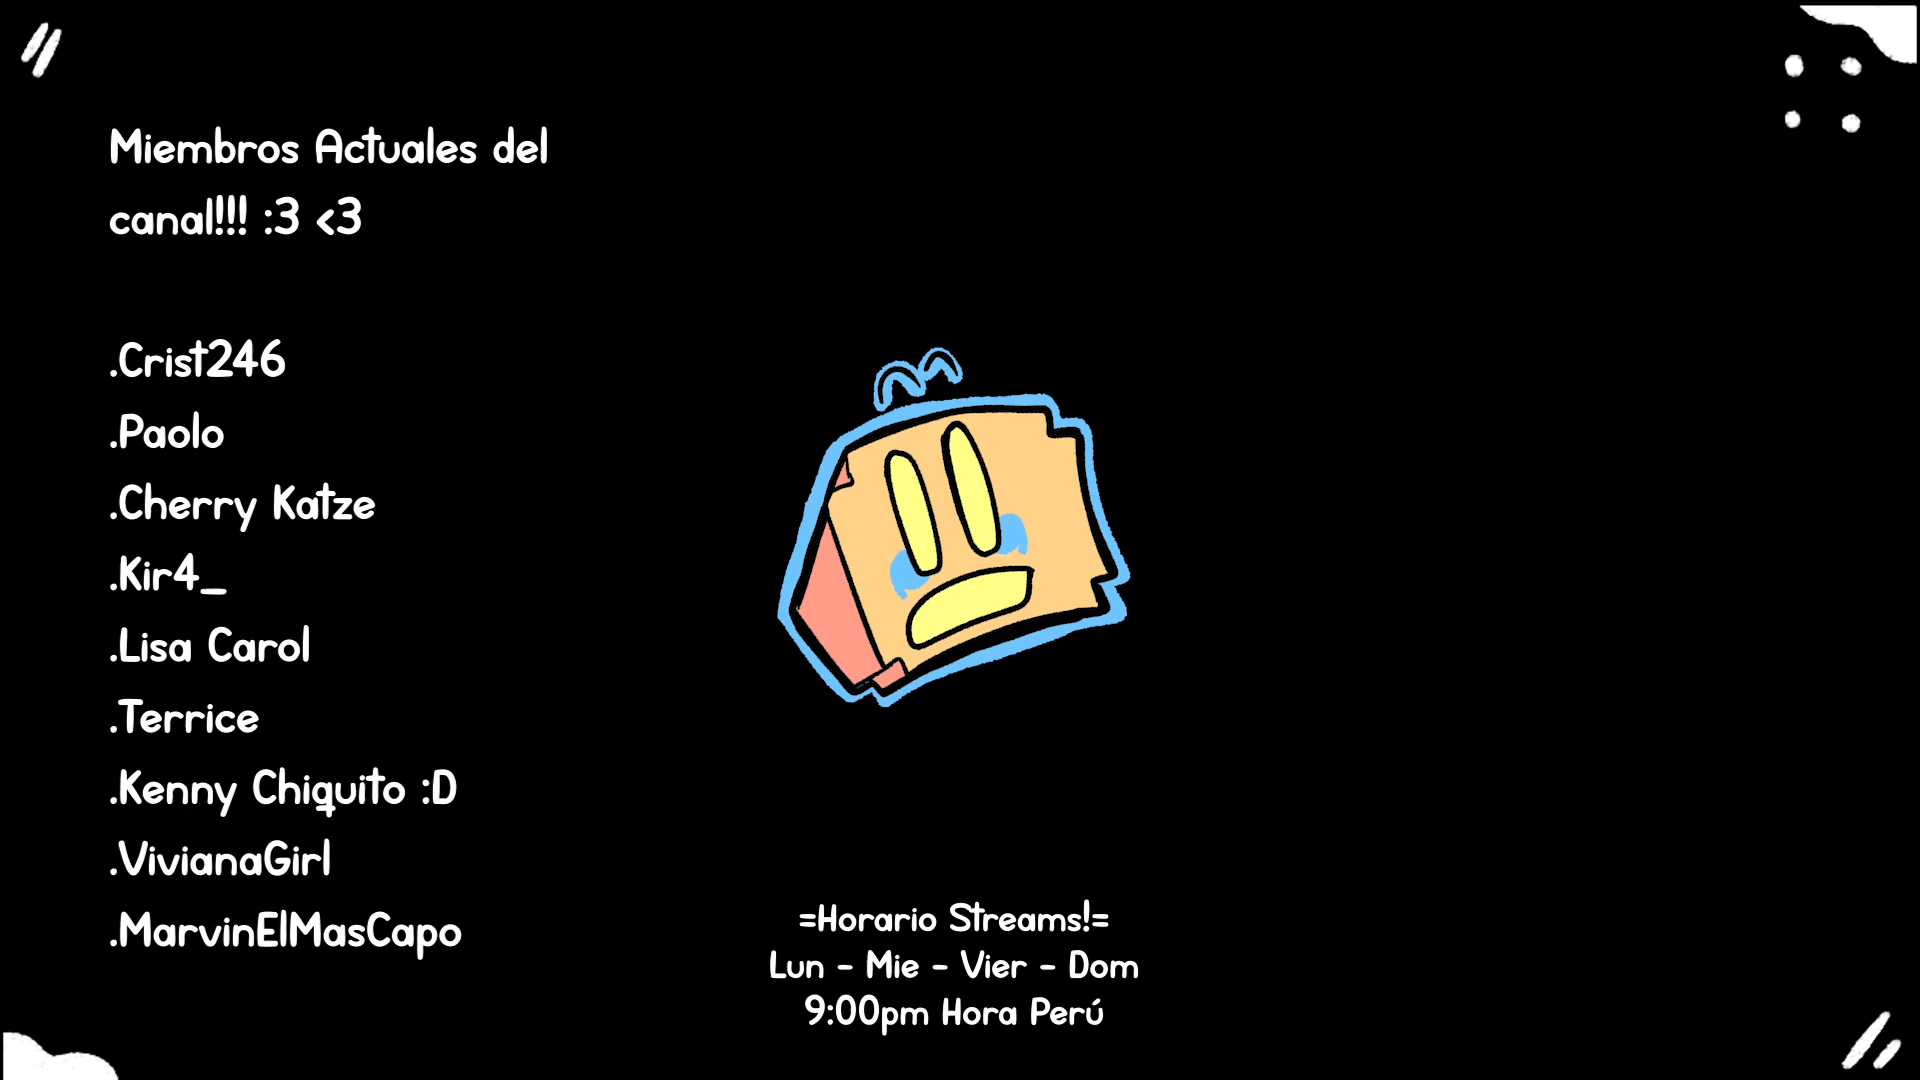 Miembros Actuales del
canal!!! :3 <3
.Crist246
.Paolo
.Cherry Katze
.Kir4_
.Lisa Carol
.Terrice
.Kenny Chiquito :D
.VivianaGirl
.MarvinElMasCapo
=Horario Streams!=
Lun - Mie - Vier - Dom
9:00pm Hora Perú